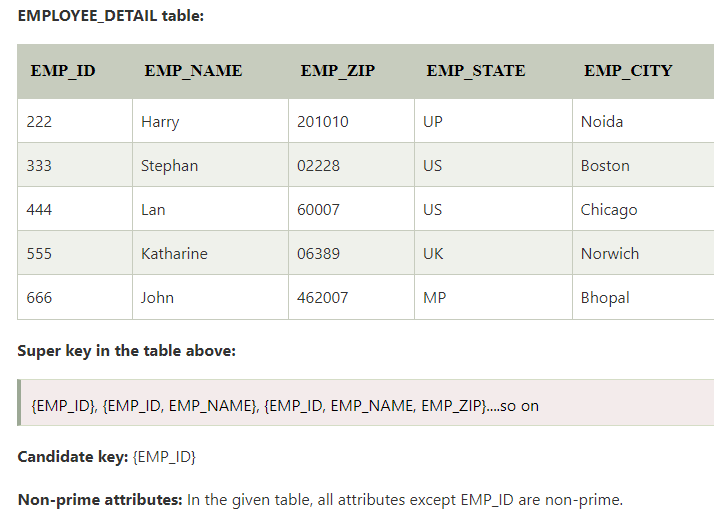 EMPLOYEE_DETAIL table:
EMP_ID EMP_NAME EMP_ZIP EMP_STATE EMP_CITY
222 Harry 201010 UP Noida
333 Stephan 02228 US Boston
444 Lan 60007 US Chicago
555 Katharine 06389 UK Norwich
666 John 462007 MP Bhopal
Super key in the table above:
{EMP_ID}, {EMP_ID, EMP_NAME}, {EMP_ID, EMP_NAME, EMP_ZIP}....so on
Candidate key: {EMP_ID}
Non-prime attributes: In the given table, all attributes except EMP_ID are non-prime.